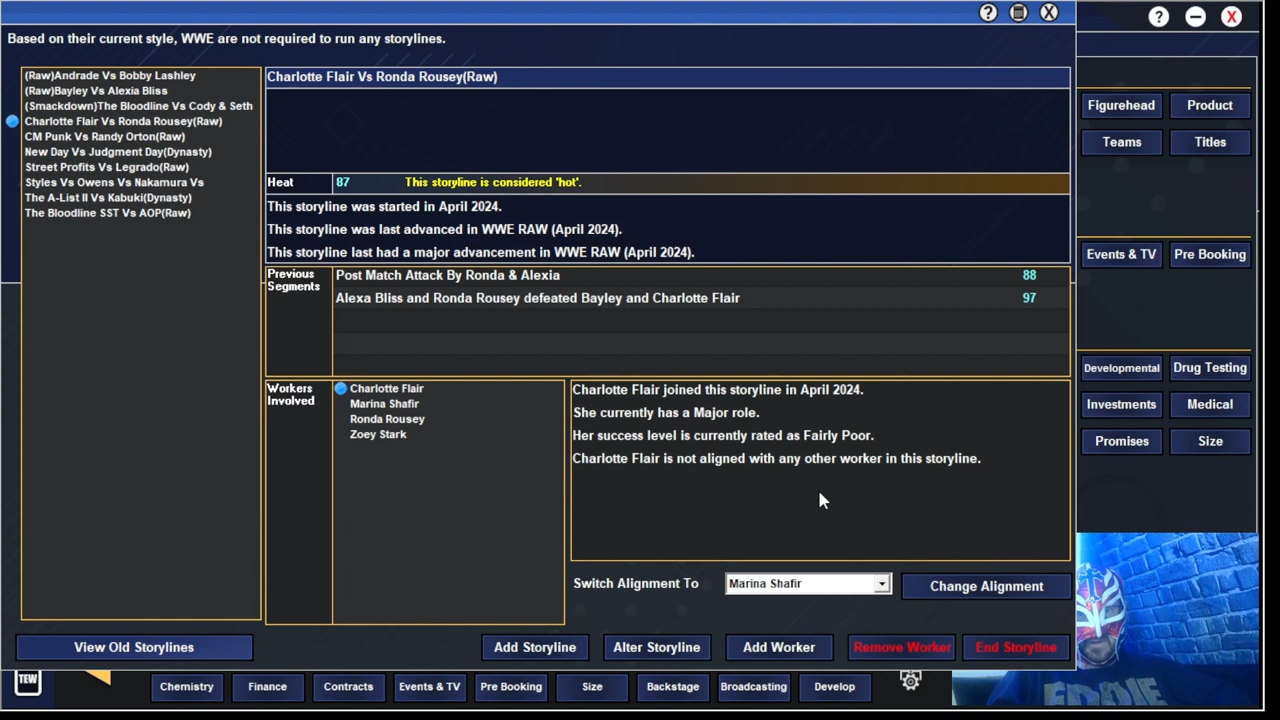 Based on their current style, WWE are not required to run any storylines.
(Raw)Andrade Vs Bobby Lashley
(Raw)Bayley Vs Alexia Bliss
(Smackdown)The Bloodline Vs Cody & Seth
Charlotte Flair Vs Ronda Rousey(Raw)
CM Punk Vs Randy Orton(Raw)
New Day Vs Judgment Day(Dynasty)
Street Profits Vs Legrado(Raw)
Styles Vs Owens Vs Nakamura Vs
The A-List II Vs Kabuki(Dynasty)
The Bloodline SST Vs AOP(Raw)
Charlotte Flair Vs Ronda Rousey(Raw)
Heat 87 This storyline is considered 'hot'.
This storyline was started in April 2024.
This storyline was last advanced in WWE RAW (April 2024).
This storyline last had a major advancement in WWE RAW (April 2024).
Previous
Segments
Post Match Attack By Ronda & Alexia 88
Alexa Bliss and Ronda Rousey defeated Bayley and Charlotte Flair 97
Workers
Involved
Charlotte Flair
Marina Shafir
Ronda Rousey
Zoey Stark
Charlotte Flair joined this storyline in April 2024.
She currently has a Major role.
Her success level is currently rated as Fairly Poor.
Charlotte Flair is not aligned with any other worker in this storyline.
Switch Alignment To Marina Shafir Change Alignment
View Old Storylines Add Storyline Alter Storyline Add Worker Remove Worker End Storyline
? X
? X
Figurehead Product
Teams Titles
Events & TV Pre Booking
Developmental Drug Testing
Investments Medical
Promises Size
TEW
Chemistry Finance Contracts Events & TV Pre Booking Size Backstage Broadcasting Develop
EDDIE